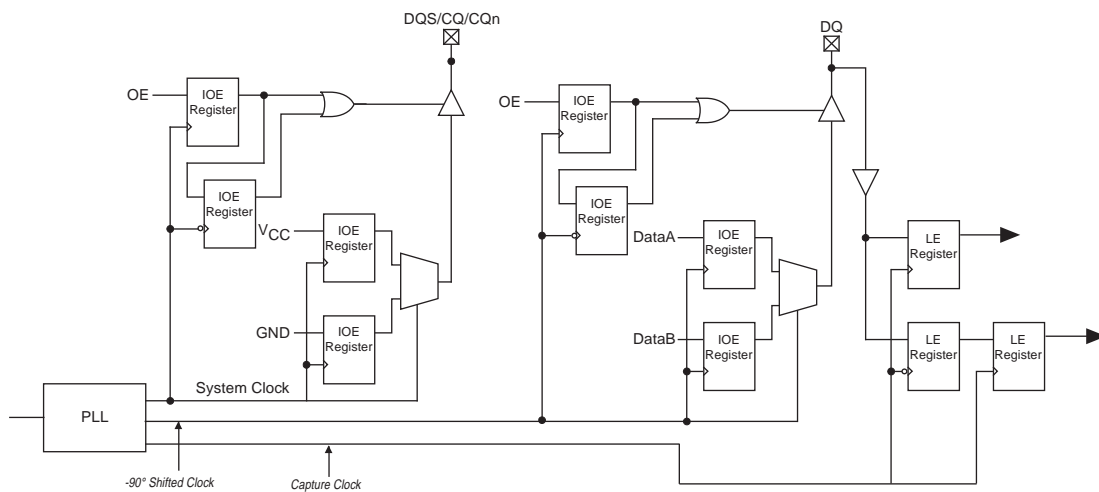 DQS/CQ/CQn
DQ
OE
IOE
Register
OE
IOE
Register
IOE
Register
IOE
Register
VCC
IOE
Register
DataA
IOE
Register
LE
Register
GND
IOE
Register
DataB
IOE
Register
LE
Register
LE
Register
System Clock
PLL
-90° Shifted Clock
Capture Clock